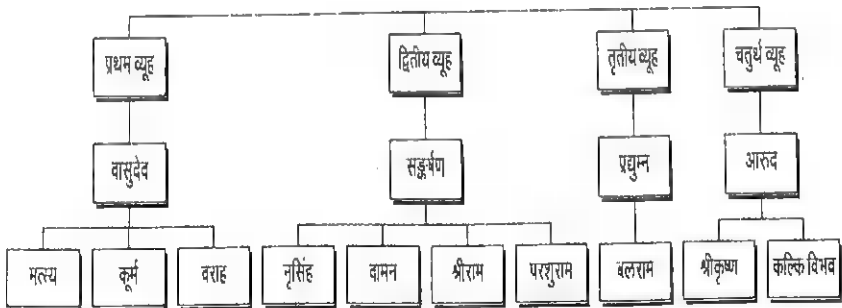 प्रथम व्यूह द्वितीय व्यूह तृतीय व्यूह चतुर्थ व्यूह
वासुदेव सङ्कर्षण प्रद्युम्न आरुद
मत्स्य कूर्म वराह नृसिंह वामन श्रीराम परशुराम बलराम श्रीकृष्ण कल्कि विभव